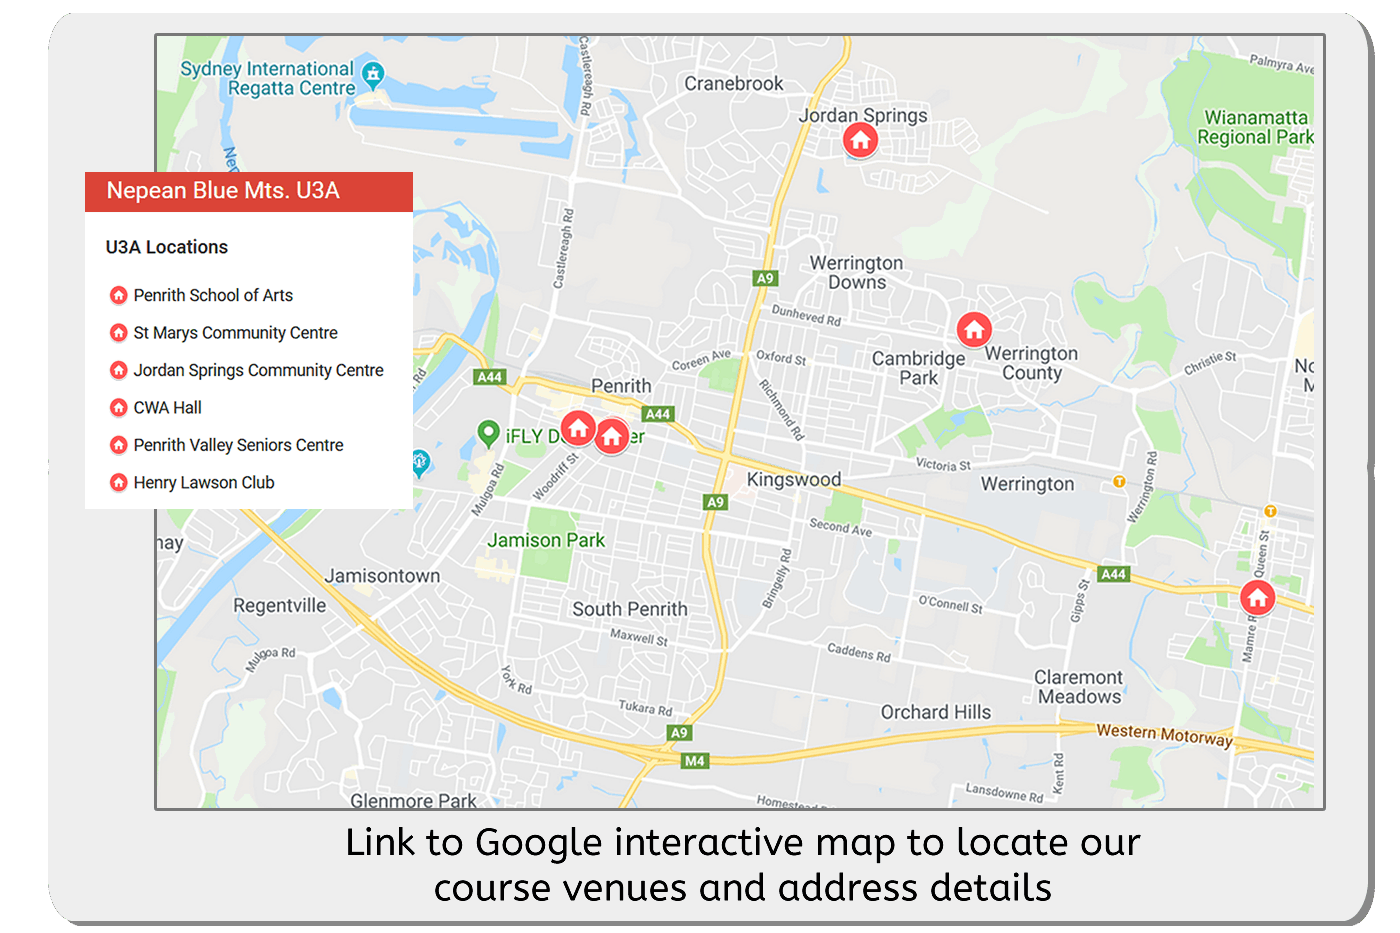 Sydney International
Regatta Centre
Castlereagh Rd
Cranebrook
Jordan Springs
Palmyra Ave
Wianamatta
Regional Park
Nepean Blue Mts. U3A
U3A Locations
Penrith School of Arts
St Marys Community Centre
Jordan Springs Community Centre
CWA Hall
Penrith Valley Seniors Centre
Henry Lawson Club
Castlereagh Rd
Werrington
Downs
A9
Dunheved Rd
Coreen Ave
Oxford St
Cambridge
Park
Werrington
County
Christie St
Rd
A44
Penrith
A44
Richmond Rd
iFLY D
er
Woodriff St
Mulgoa Rd
Victoria St
Kingswood
Werrington
T
Werrington Rd
A9
T
Second Ave
Queen St
Jamison Park
Jamisontown
Regentville
South Penrith
Bringelly Rd
A44
Gipps St
O'Connell St
Maxwell St
Caddens Rd
Mamre R
Mulgoa Rd
York Rd
Claremont
Meadows
Tukara Rd
Orchard Hills
A9
Western Motorway
M4
Kent Rd
Lansdowne Rd
Glenmore Park
Homestead
Link to Google interactive map to locate our
course venues and address details